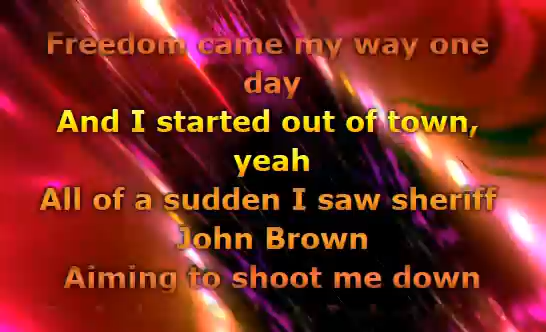 Freedom came my way one
day
And I started out of town,
yeah
All of a sudden I saw sheriff
John Brown
Aiming to shoot me down